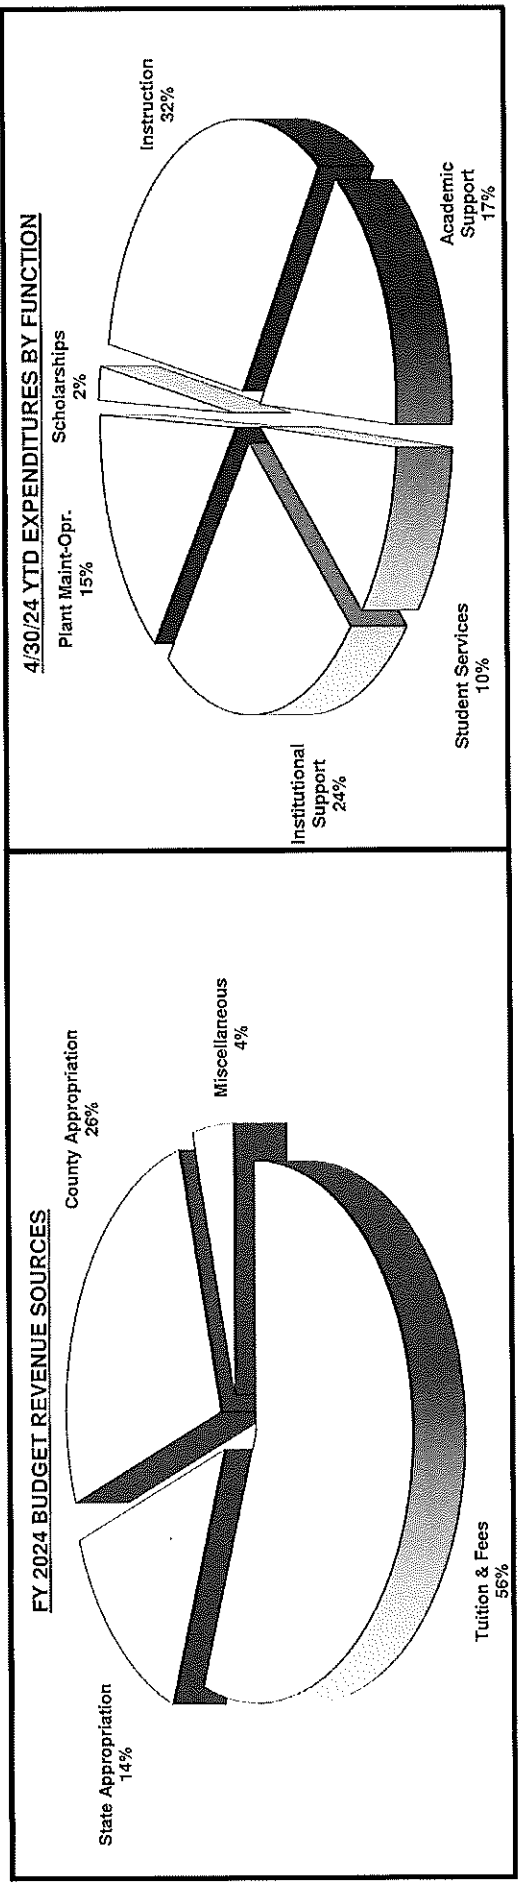 FY 2024 BUDGET REVENUE SOURCES
County Appropriation
26%
State Appropriation
14%
Miscellaneous
4%
Tuition & Fees
56%
4/30/24 YTD EXPENDITURES BY FUNCTION
Scholarships
2%
Plant Maint-Opr.
15%
Instruction
32%
Institutional
Support
24%
Academic
Support
17%
Student Services
10%